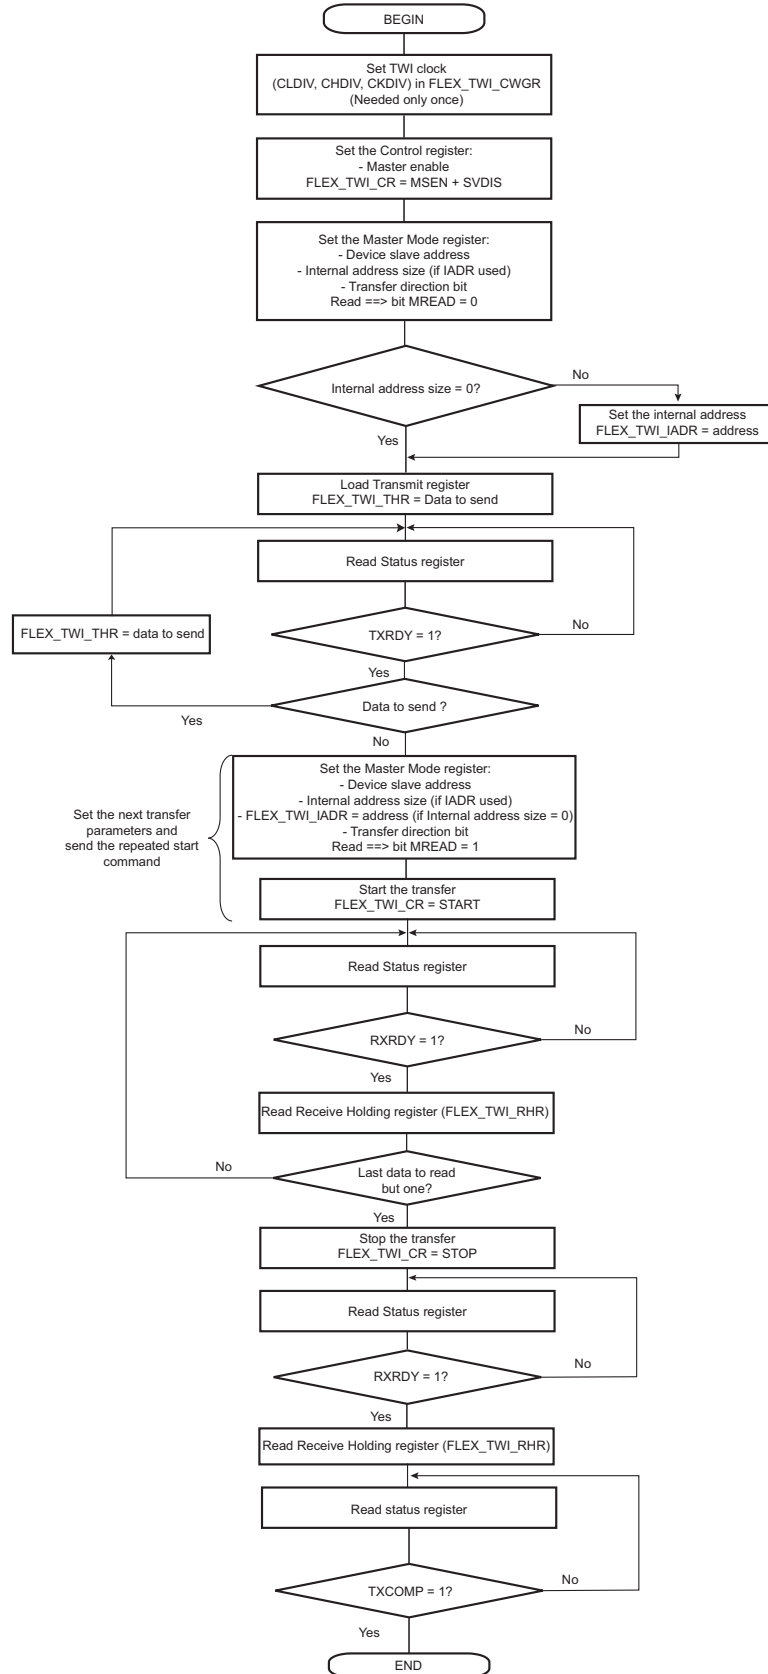 BEGIN
Set TWI clock
(CLDIV, CHDIV, CKDIV) in FLEX_TWI_CWGR
(Needed only once)
Set the Control register:
- Master enable
FLEX_TWI_CR = MSEN + SVDIS
Set the Master Mode register:
- Device slave address
- Internal address size (if IADR used)
- Transfer direction bit
Read ==> bit MREAD = 0
Internal address size = 0?
No
Set the internal address
FLEX_TWI_IADR = address
Yes
Load Transmit register
FLEX_TWI_THR = Data to send
Read Status register
TXRDY = 1?
No
FLEX_TWI_THR = data to send
Yes
Data to send ?
Yes
No
Set the Master Mode register:
- Device slave address
- Internal address size (if IADR used)
- FLEX_TWI_IADR = address (if Internal address size = 0)
- Transfer direction bit
Read ==> bit MREAD = 1
Set the next transfer
parameters and
send the repeated start
command
Start the transfer
FLEX_TWI_CR = START
Read Status register
RXRDY = 1?
No
Yes
Read Receive Holding register (FLEX_TWI_RHR)
No
Last data to read
but one?
Yes
Stop the transfer
FLEX_TWI_CR = STOP
Read Status register
RXRDY = 1?
No
Yes
Read Receive Holding register (FLEX_TWI_RHR)
Read status register
TXCOMP = 1?
No
Yes
END